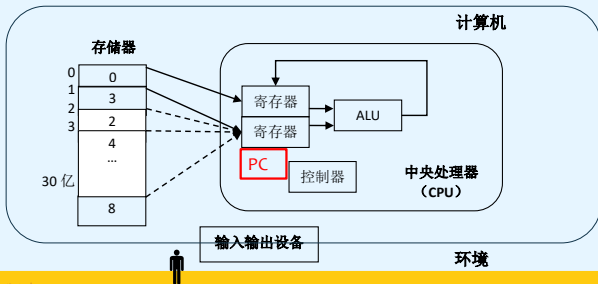 计算机
存储器
0
1
2
3
30 亿
0
3
2
4
...
8
寄存器
寄存器
ALU
PC
控制器
中央处理器
（CPU）
输入输出设备
环境